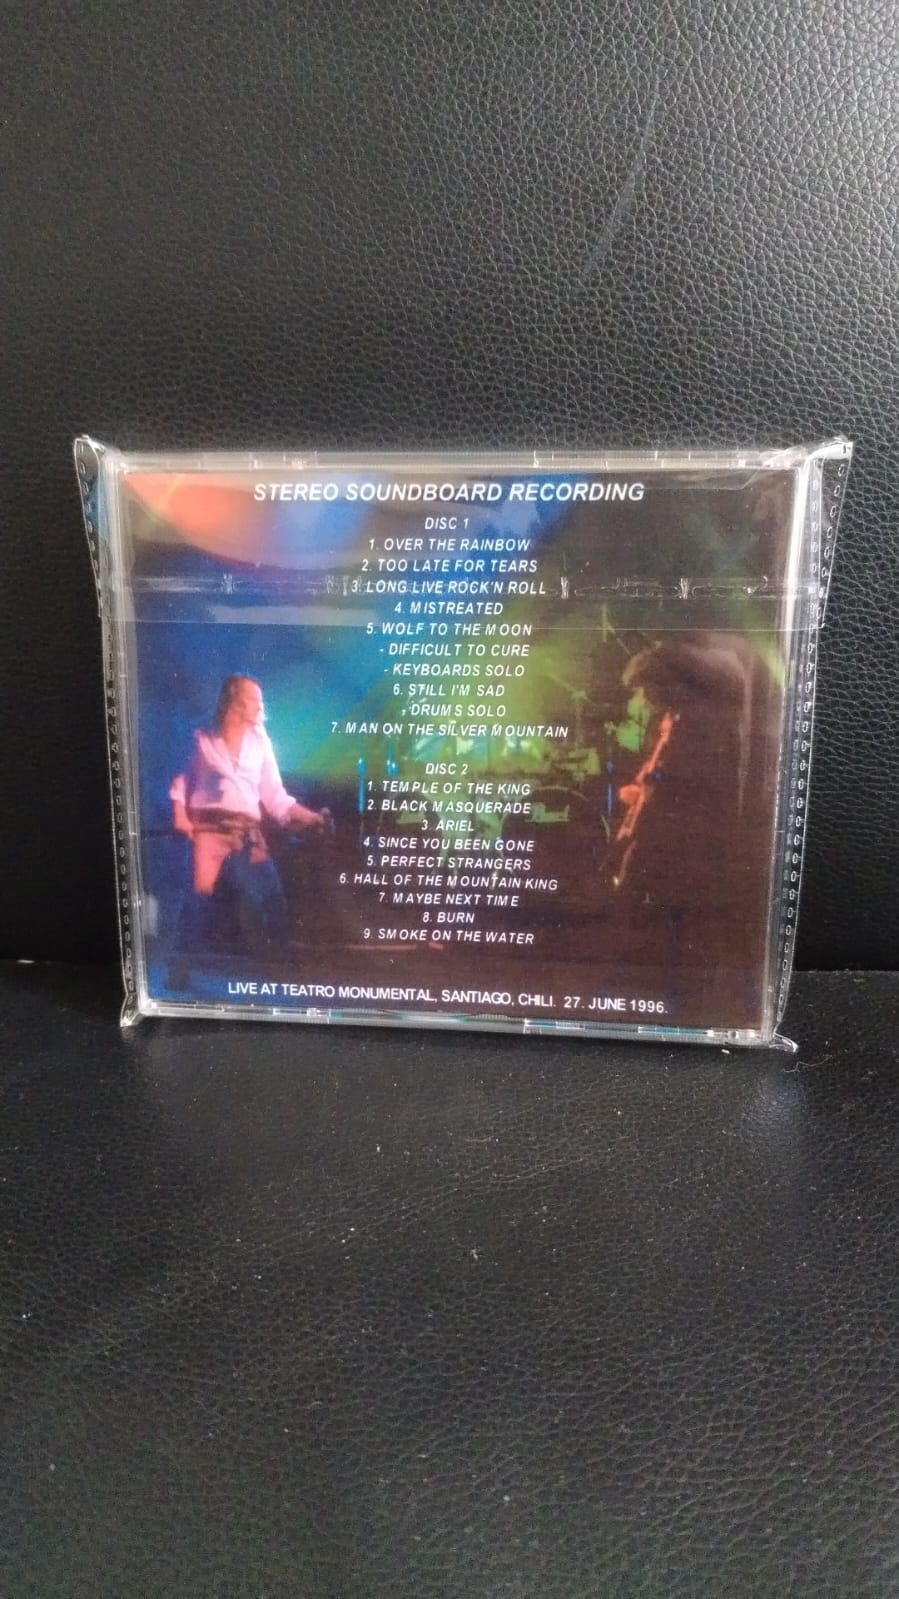 STEREO SOUNDBOARD RECORDING
DISC 1
1. OVER THE RAINBOW
2. TOO LATE FOR TEARS
3. LONG LIVE ROCK'N ROLL
4. MISTREATED
5. WOLF TO THE MOON
- DIFFICULT TO CURE
- KEYBOARDS SOLO
6. STILL I'M SAD
- DRUMS SOLO
7. MAN ON THE SILVER MOUNTAIN
DISC 2
1. TEMPLE OF THE KING
2. BLACK MASQUERADE
3. ARIEL
4. SINCE YOU BEEN GONE
5. PERFECT STRANGERS
6. HALL OF THE MOUNTAIN KING
7. MAYBE NEXT TIME
8. BURN
9. SMOKE ON THE WATER
LIVE AT TEATRO MONUMENTAL, SANTIAGO, CHILI. 27. JUNE 1996.